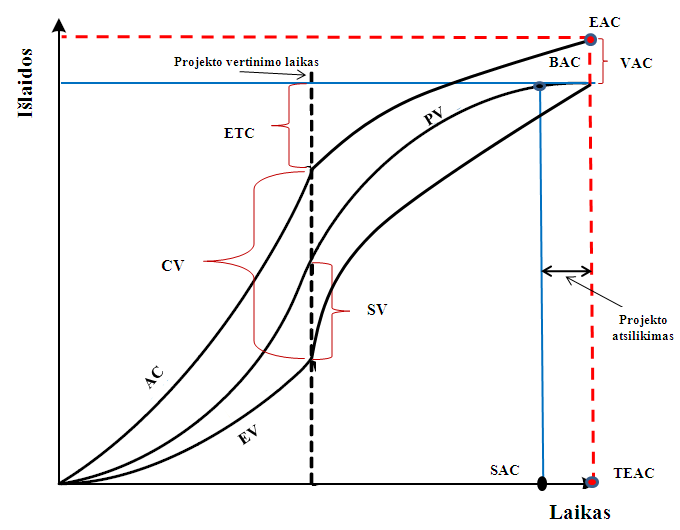 EAC
Išlaidos
Projekto vertinimo laikas
BAC
VAC
ETC
PV
CV
SV
Projekto
atsilikimas
AC
EV
SAC
TEAC
Laikas